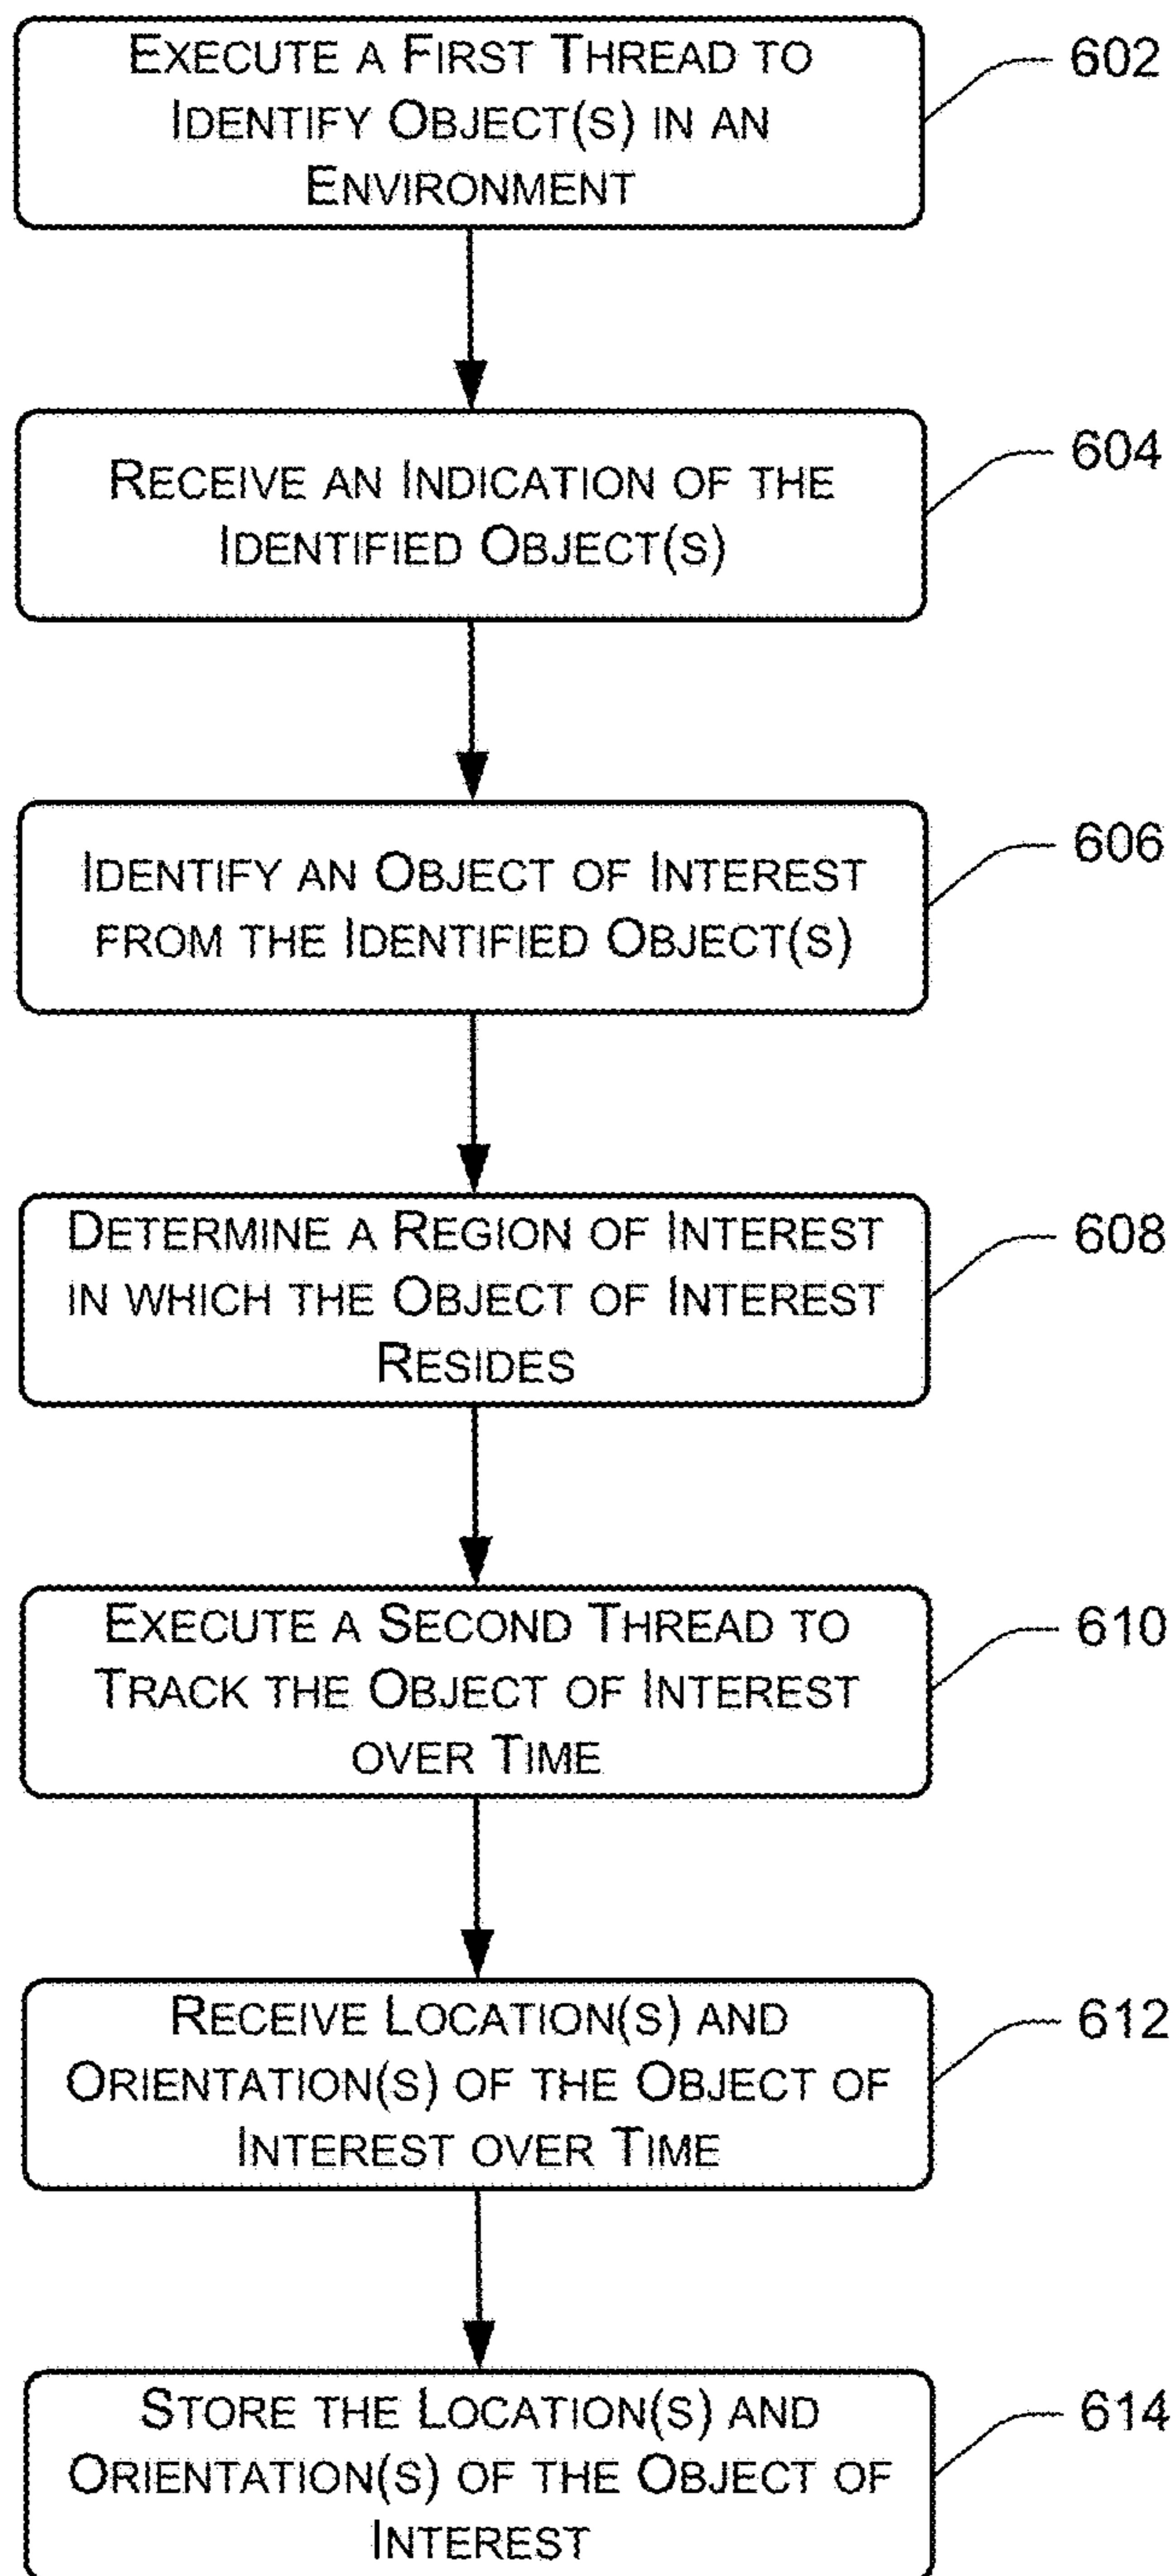 EXECUTE A FIRST THREAD TO
IDENTIFY OBJECT(S) IN AN
ENVIRONMENT
602
RECEIVE AN INDICATION OF THE
IDENTIFIED OBJECT(S)
604
IDENTIFY AN OBJECT OF INTEREST
FROM THE IDENTIFIED OBJECT(S)
606
DETERMINE A REGION OF INTEREST
IN WHICH THE OBJECT OF INTEREST
RESIDES
608
EXECUTE A SECOND THREAD TO
TRACK THE OBJECT OF INTEREST
OVER TIME
610
RECEIVE LOCATION(S) AND
ORIENTATION(S) OF THE OBJECT OF
INTEREST OVER TIME
612
STORE THE LOCATION(S) AND
ORIENTATION(S) OF THE OBJECT OF
INTEREST
614